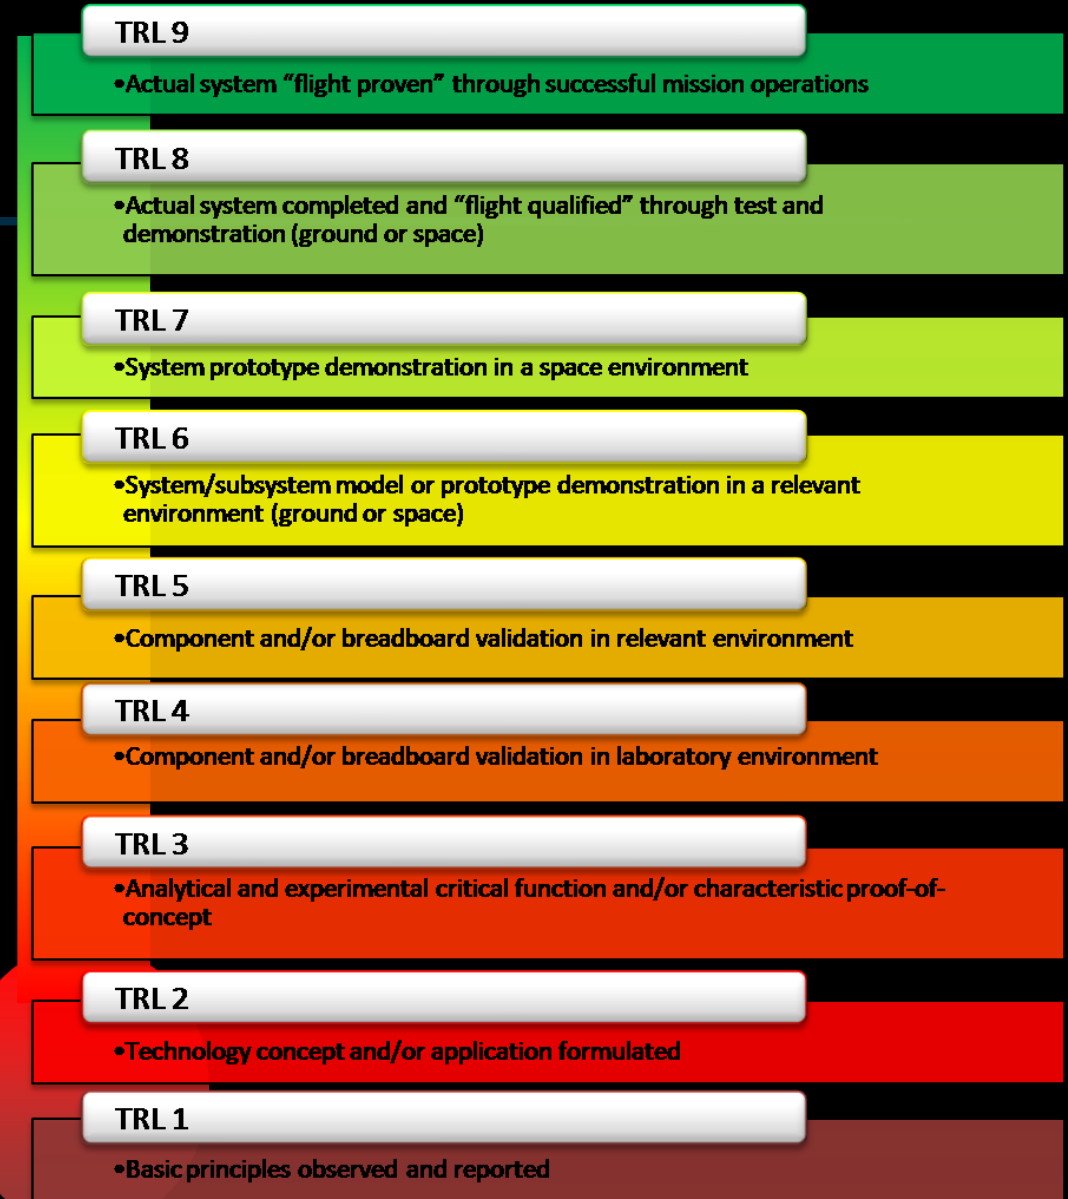 TRL 9
•Actual system “flight proven” through successful mission operations
TRL 8
•Actual system completed and “flight qualified” through test and
demonstration (ground or space)
TRL 7
•System prototype demonstration in a space environment
TRL 6
•System/subsystem model or prototype demonstration in a relevant
environment (ground or space)
TRL 5
•Component and/or breadboard validation in relevant environment
TRL 4
•Component and/or breadboard validation in laboratory environment
TRL 3
•Analytical and experimental critical function and/or characteristic proof-of-
concept
TRL 2
•Technology concept and/or application formulated
TRL 1
•Basic principles observed and reported